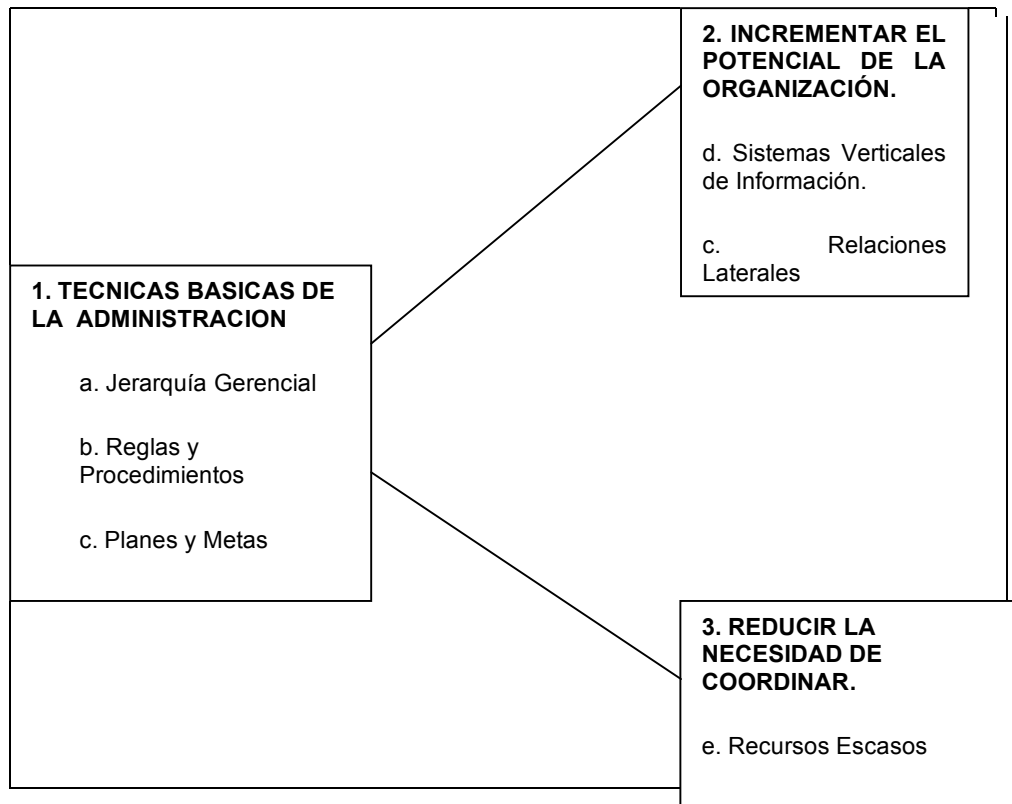 2. INCREMENTAR EL
POTENCIAL DE LA
ORGANIZACIÓN.
d. Sistemas Verticales
de Información.
c. Relaciones
Laterales
1. TECNICAS BASICAS DE
LA ADMINISTRACION
a. Jerarquía Gerencial
b. Reglas y
Procedimientos
c. Planes y Metas
3. REDUCIR LA
NECESIDAD DE
COORDINAR.
e. Recursos Escasos